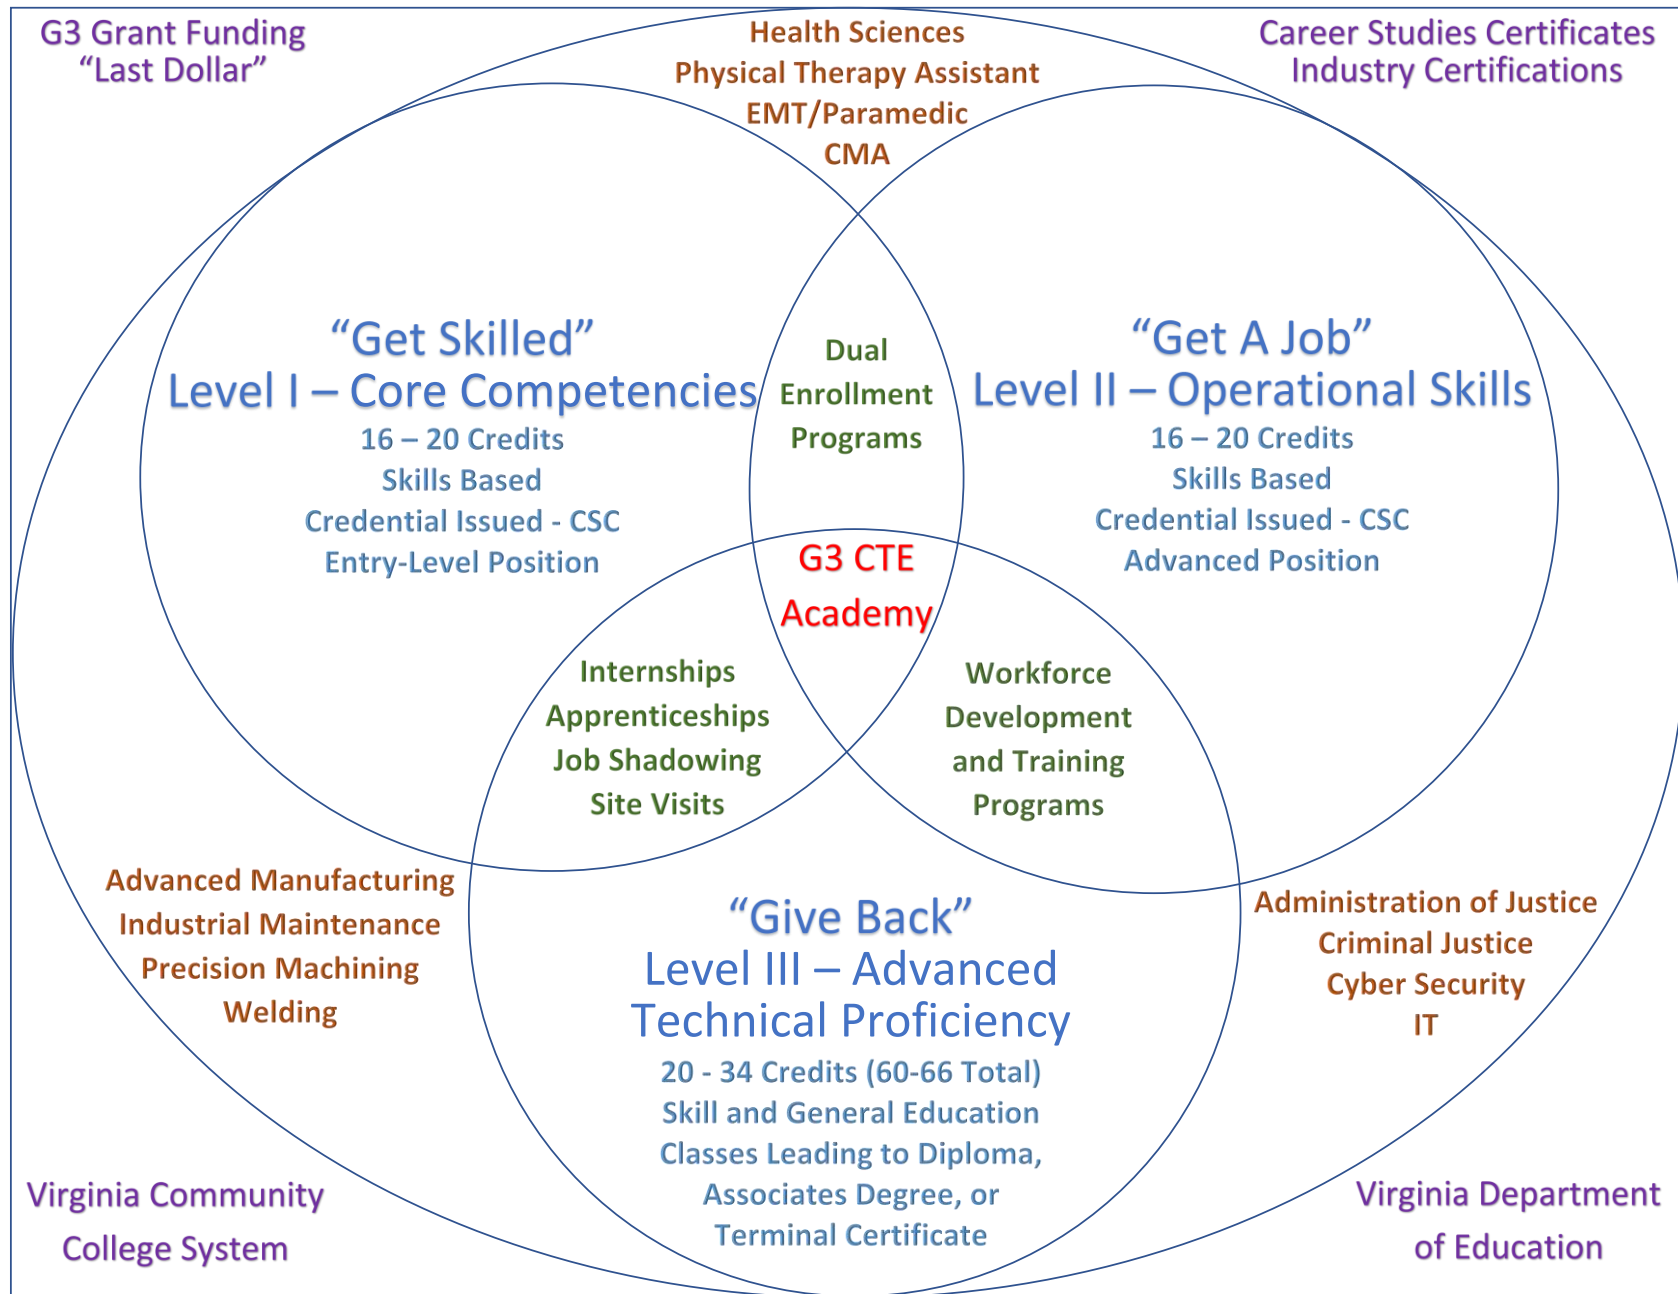 G3 Grant Funding
“Last Dollar”
Health Sciences
Physical Therapy Assistant
EMT/Paramedic
CMA
Career Studies Certificates
Industry Certifications
“Get Skilled”
Level I – Core Competencies
16 – 20 Credits
Skills Based
Credential Issued - CSC
Entry-Level Position
Dual
Enrollment
Programs
“Get A Job”
Level II – Operational Skills
16 – 20 Credits
Skills Based
Credential Issued - CSC
Advanced Position
G3 CTE
Academy
Internships
Apprenticeships
Job Shadowing
Site Visits
Workforce
Development
and Training
Programs
Advanced Manufacturing
Industrial Maintenance
Precision Machining
Welding
“Give Back”
Level III – Advanced
Technical Proficiency
20 - 34 Credits (60-66 Total)
Skill and General Education
Classes Leading to Diploma,
Associates Degree, or
Terminal Certificate
Administration of Justice
Criminal Justice
Cyber Security
IT
Virginia Community
College System
Virginia Department
of Education